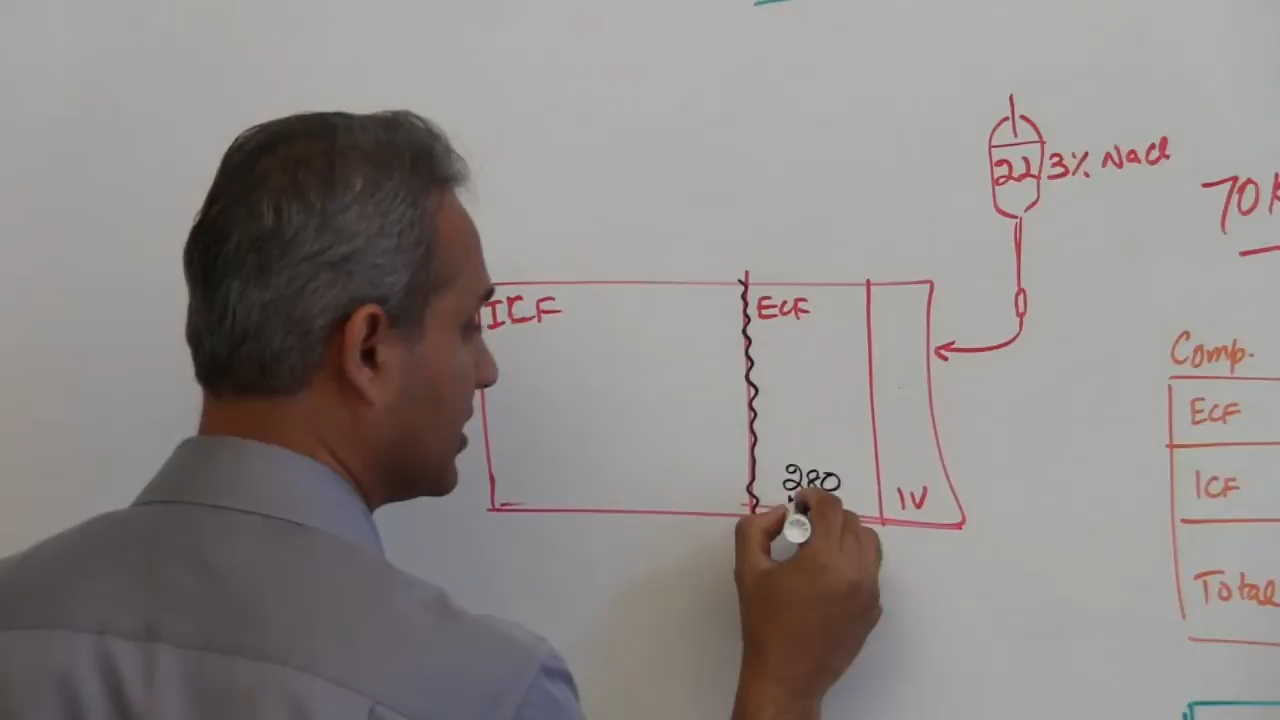 22 3% NaCl
70
ICF ECF
Comp.
ECF
280
ICF
IV
Total